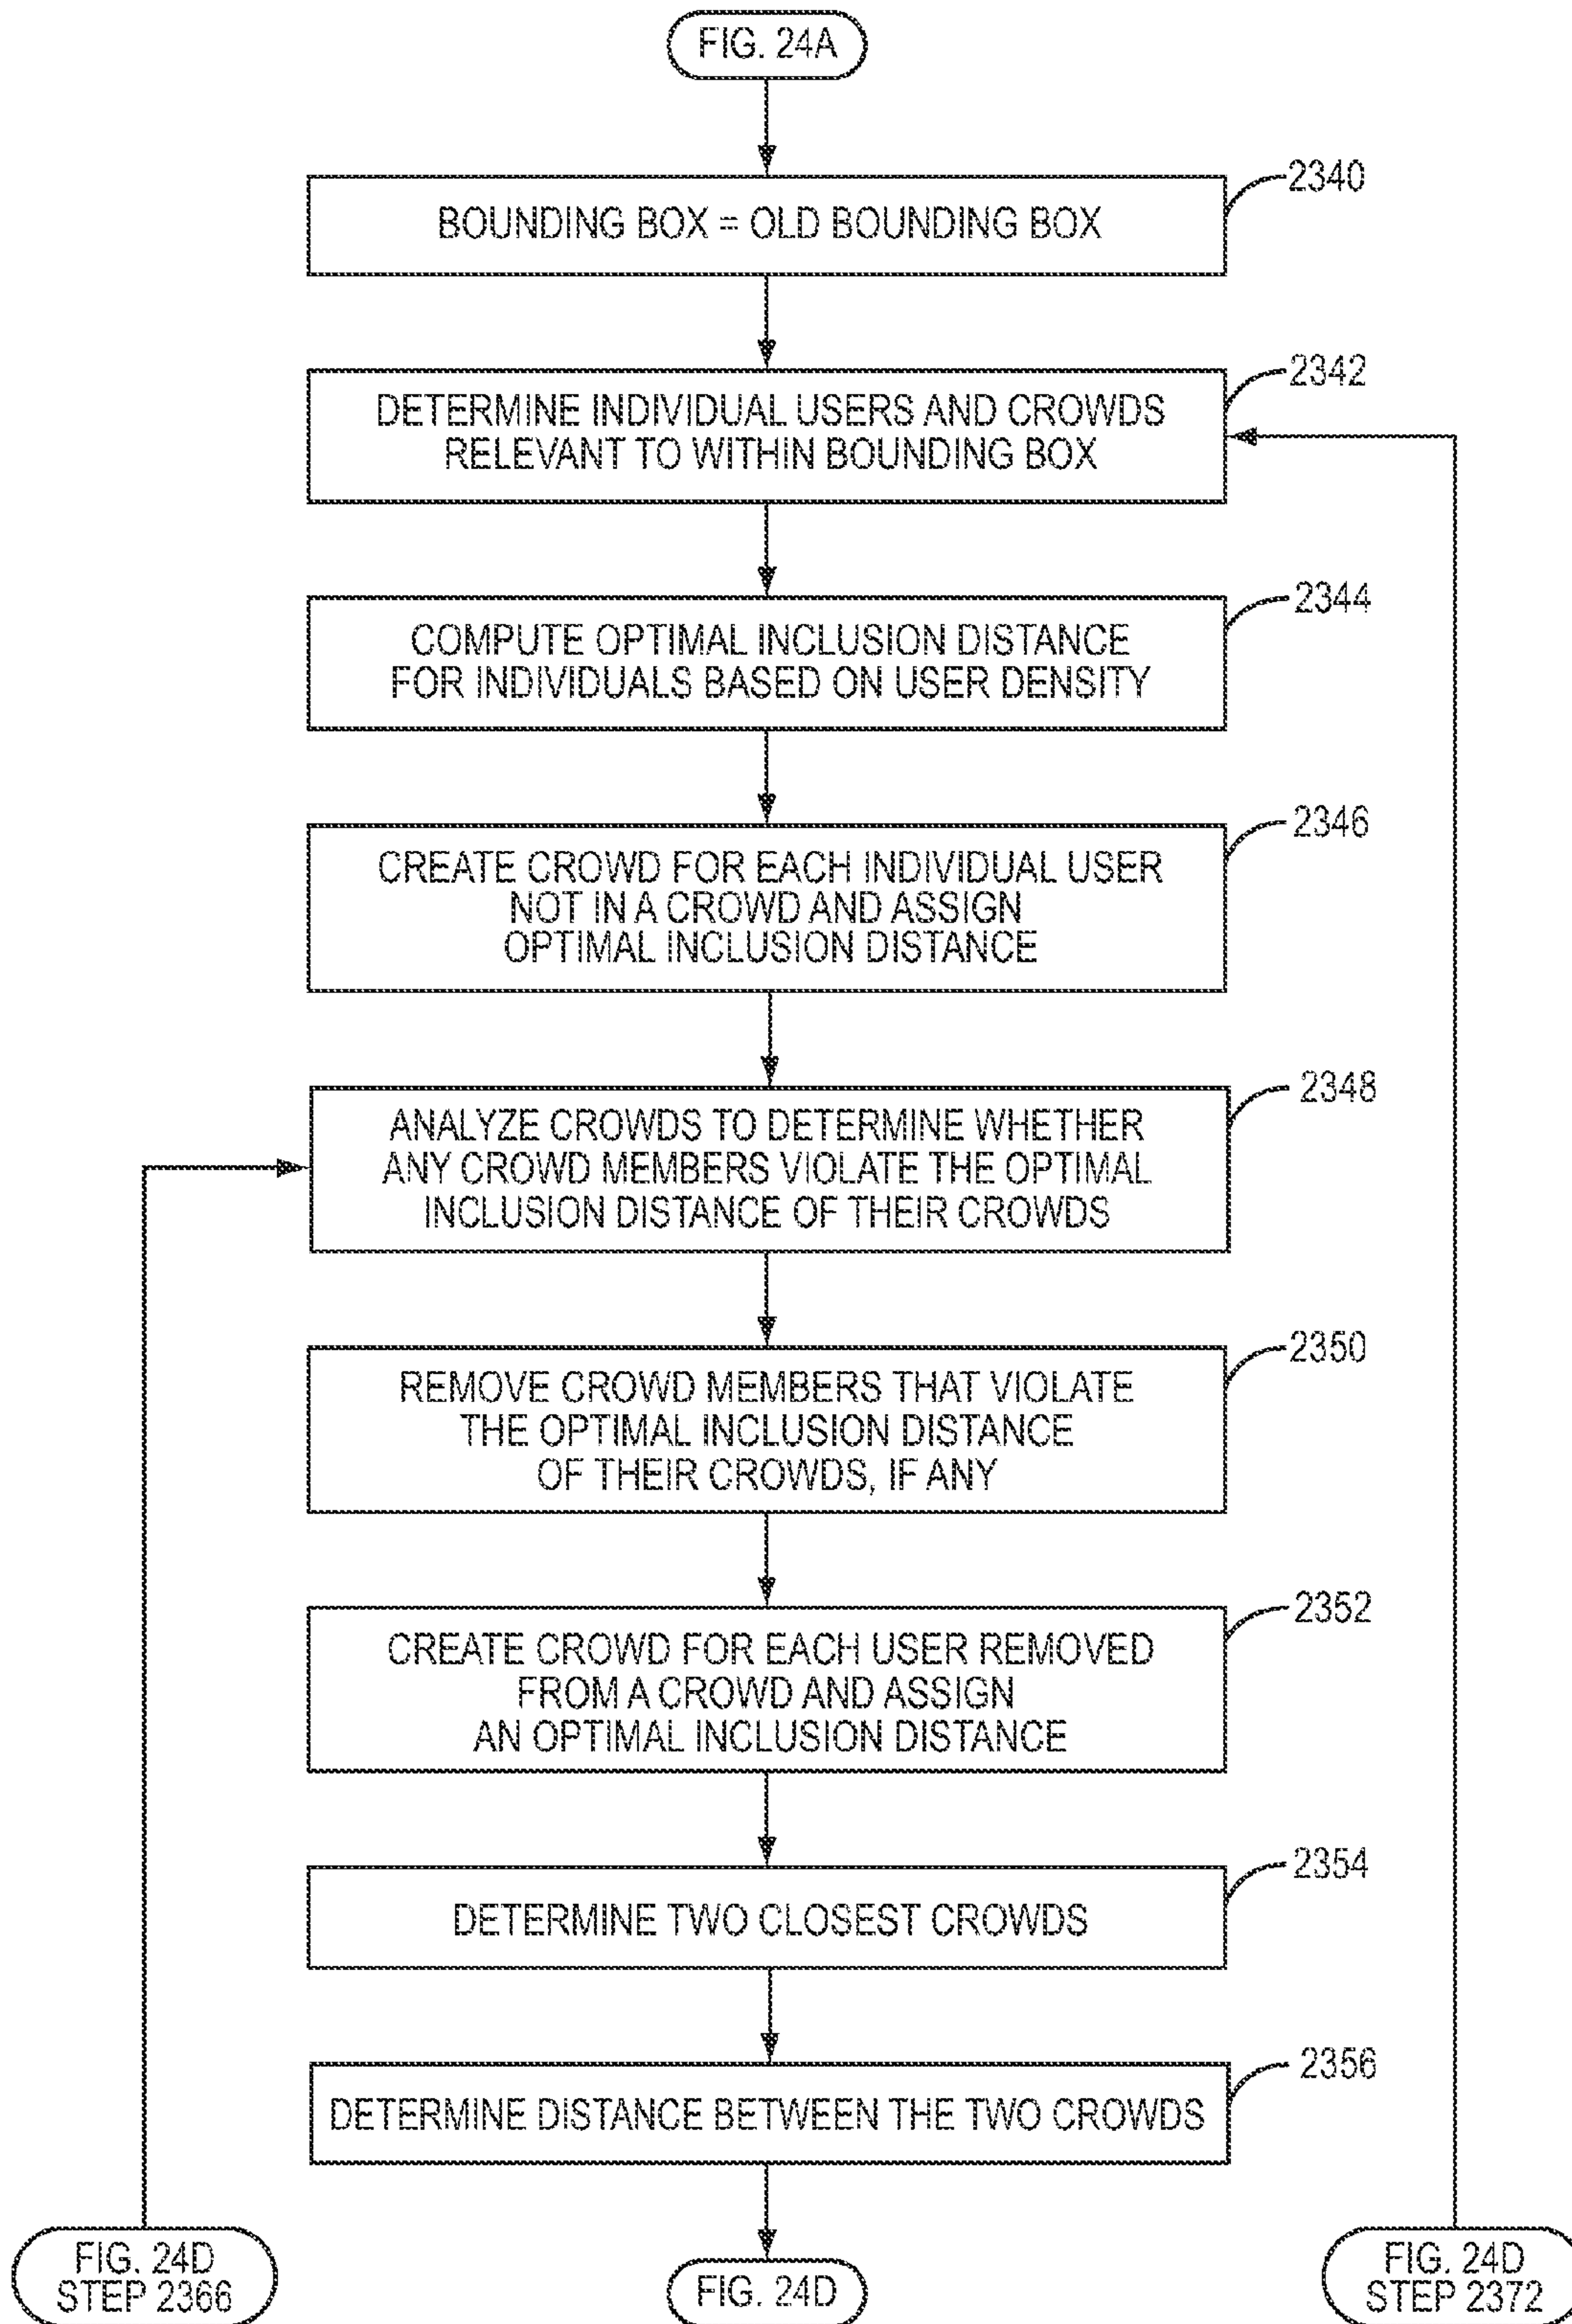 FIG. 24A
2340
BOUNDING BOX = OLD BOUNDING BOX
2342
DETERMINE INDIVIDUAL USERS AND CROWDS
RELEVANT TO WITHIN BOUNDING BOX
2344
COMPUTE OPTIMAL INCLUSION DISTANCE
FOR INDIVIDUALS BASED ON USER DENSITY
2346
CREATE CROWD FOR EACH INDIVIDUAL USER
NOT IN A CROWD AND ASSIGN
OPTIMAL INCLUSION DISTANCE
2348
ANALYZE CROWDS TO DETERMINE WHETHER
ANY CROWD MEMBERS VIOLATE THE OPTIMAL
INCLUSION DISTANCE OF THEIR CROWDS
2350
REMOVE CROWD MEMBERS THAT VIOLATE
THE OPTIMAL INCLUSION DISTANCE
OF THEIR CROWDS, IF ANY
2352
CREATE CROWD FOR EACH USER REMOVED
FROM A CROWD AND ASSIGN
AN OPTIMAL INCLUSION DISTANCE
2354
DETERMINE TWO CLOSEST CROWDS
2356
DETERMINE DISTANCE BETWEEN THE TWO CROWDS
FIG. 24D
STEP 2366
FIG. 24D
FIG. 24D
STEP 2372